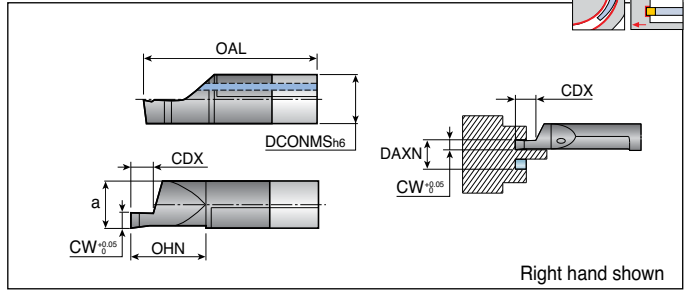 OAL
DCONMSh6
CDX
a
CW+0.05 0
OHN
CDX
DAXN
CW+0.05 0
Right hand shown